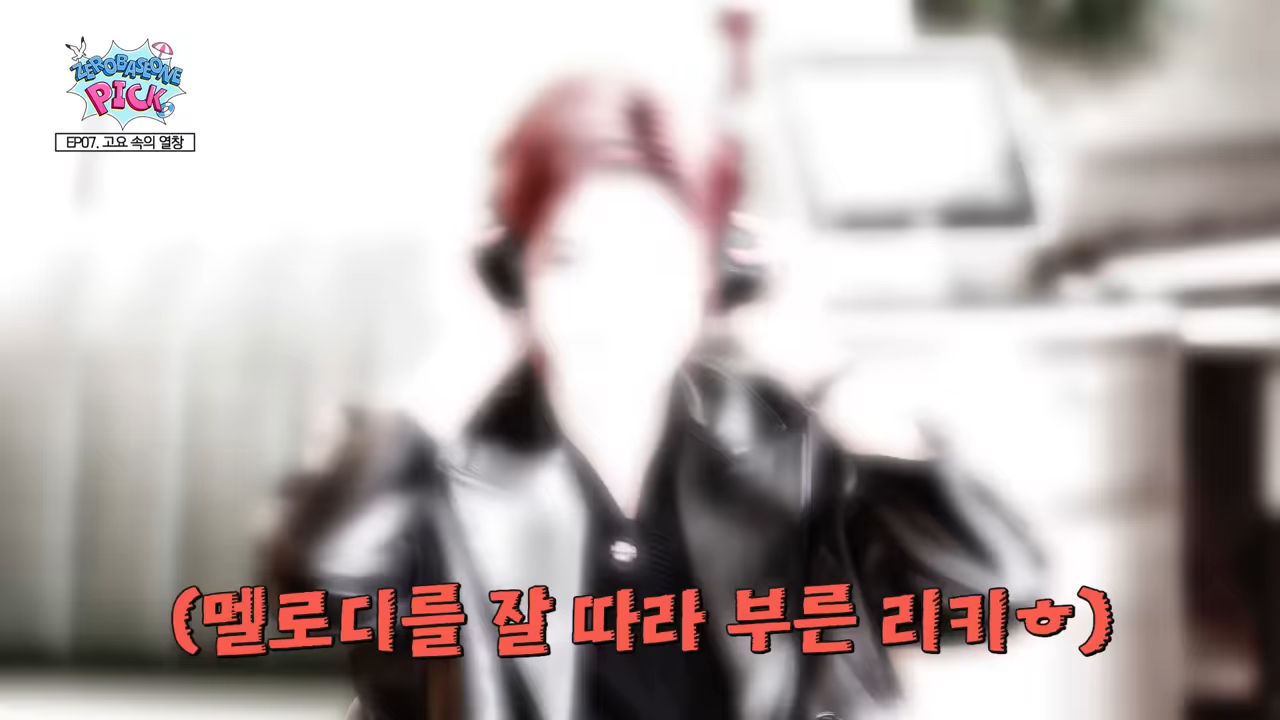 ZEROBASEONE
PICK
EP07. 고요 속의 열창
(멜로디를 잘 따라 부른 리키ㅎ)